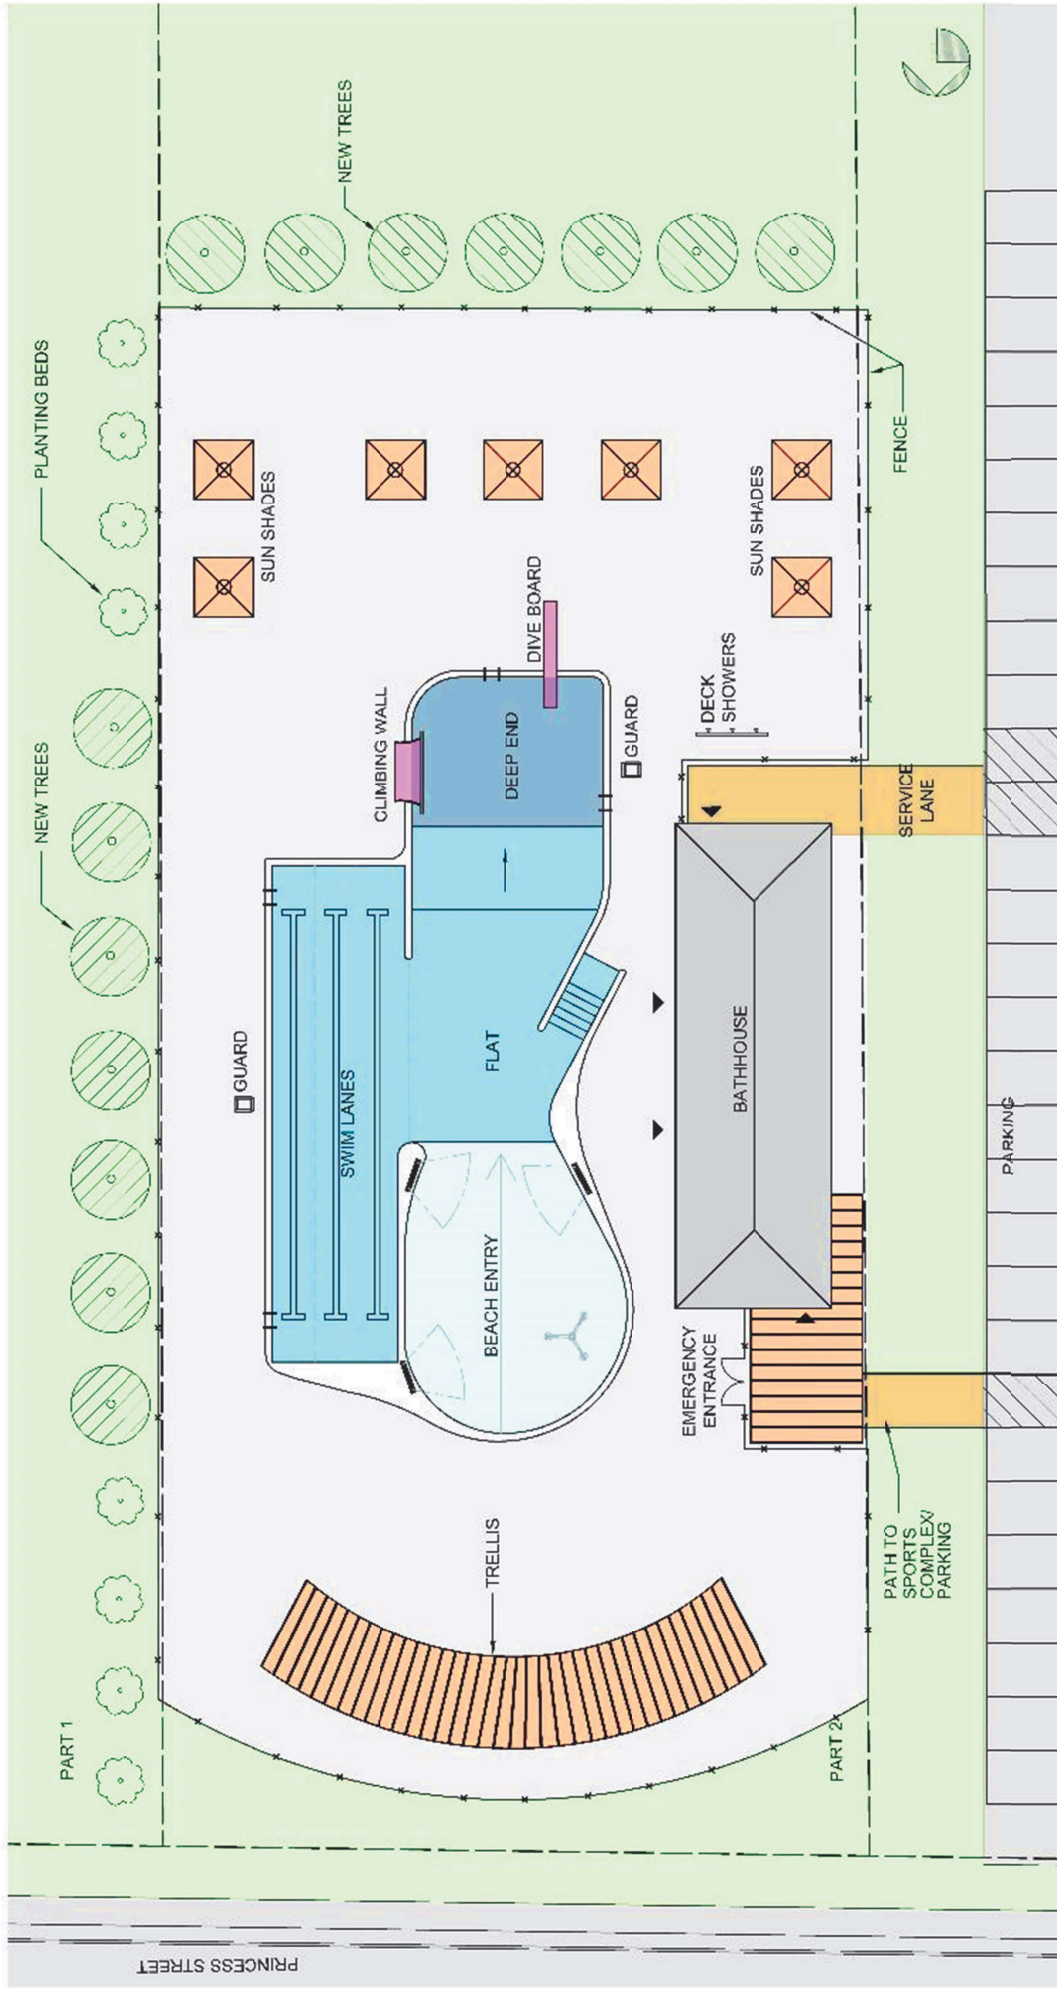 NEW TREES
PLANTING BEDS
SUN SHADES
SUN SHADES
FENCE
DIVE BOARD
DECK
SHOWERS
CLIMBING WALL
DEEP END
GUARD
NEW TREES
SERVICE
LANE
GUARD
SWIM LANES
FLAT
BATHHOUSE
PARKING
BEACH ENTRY
EMERGENCY
ENTRANCE
TRELLIS
PATH TO
SPORTS
COMPLEX/
PARKING
PART 1
PART 2
PRINCESS STREET